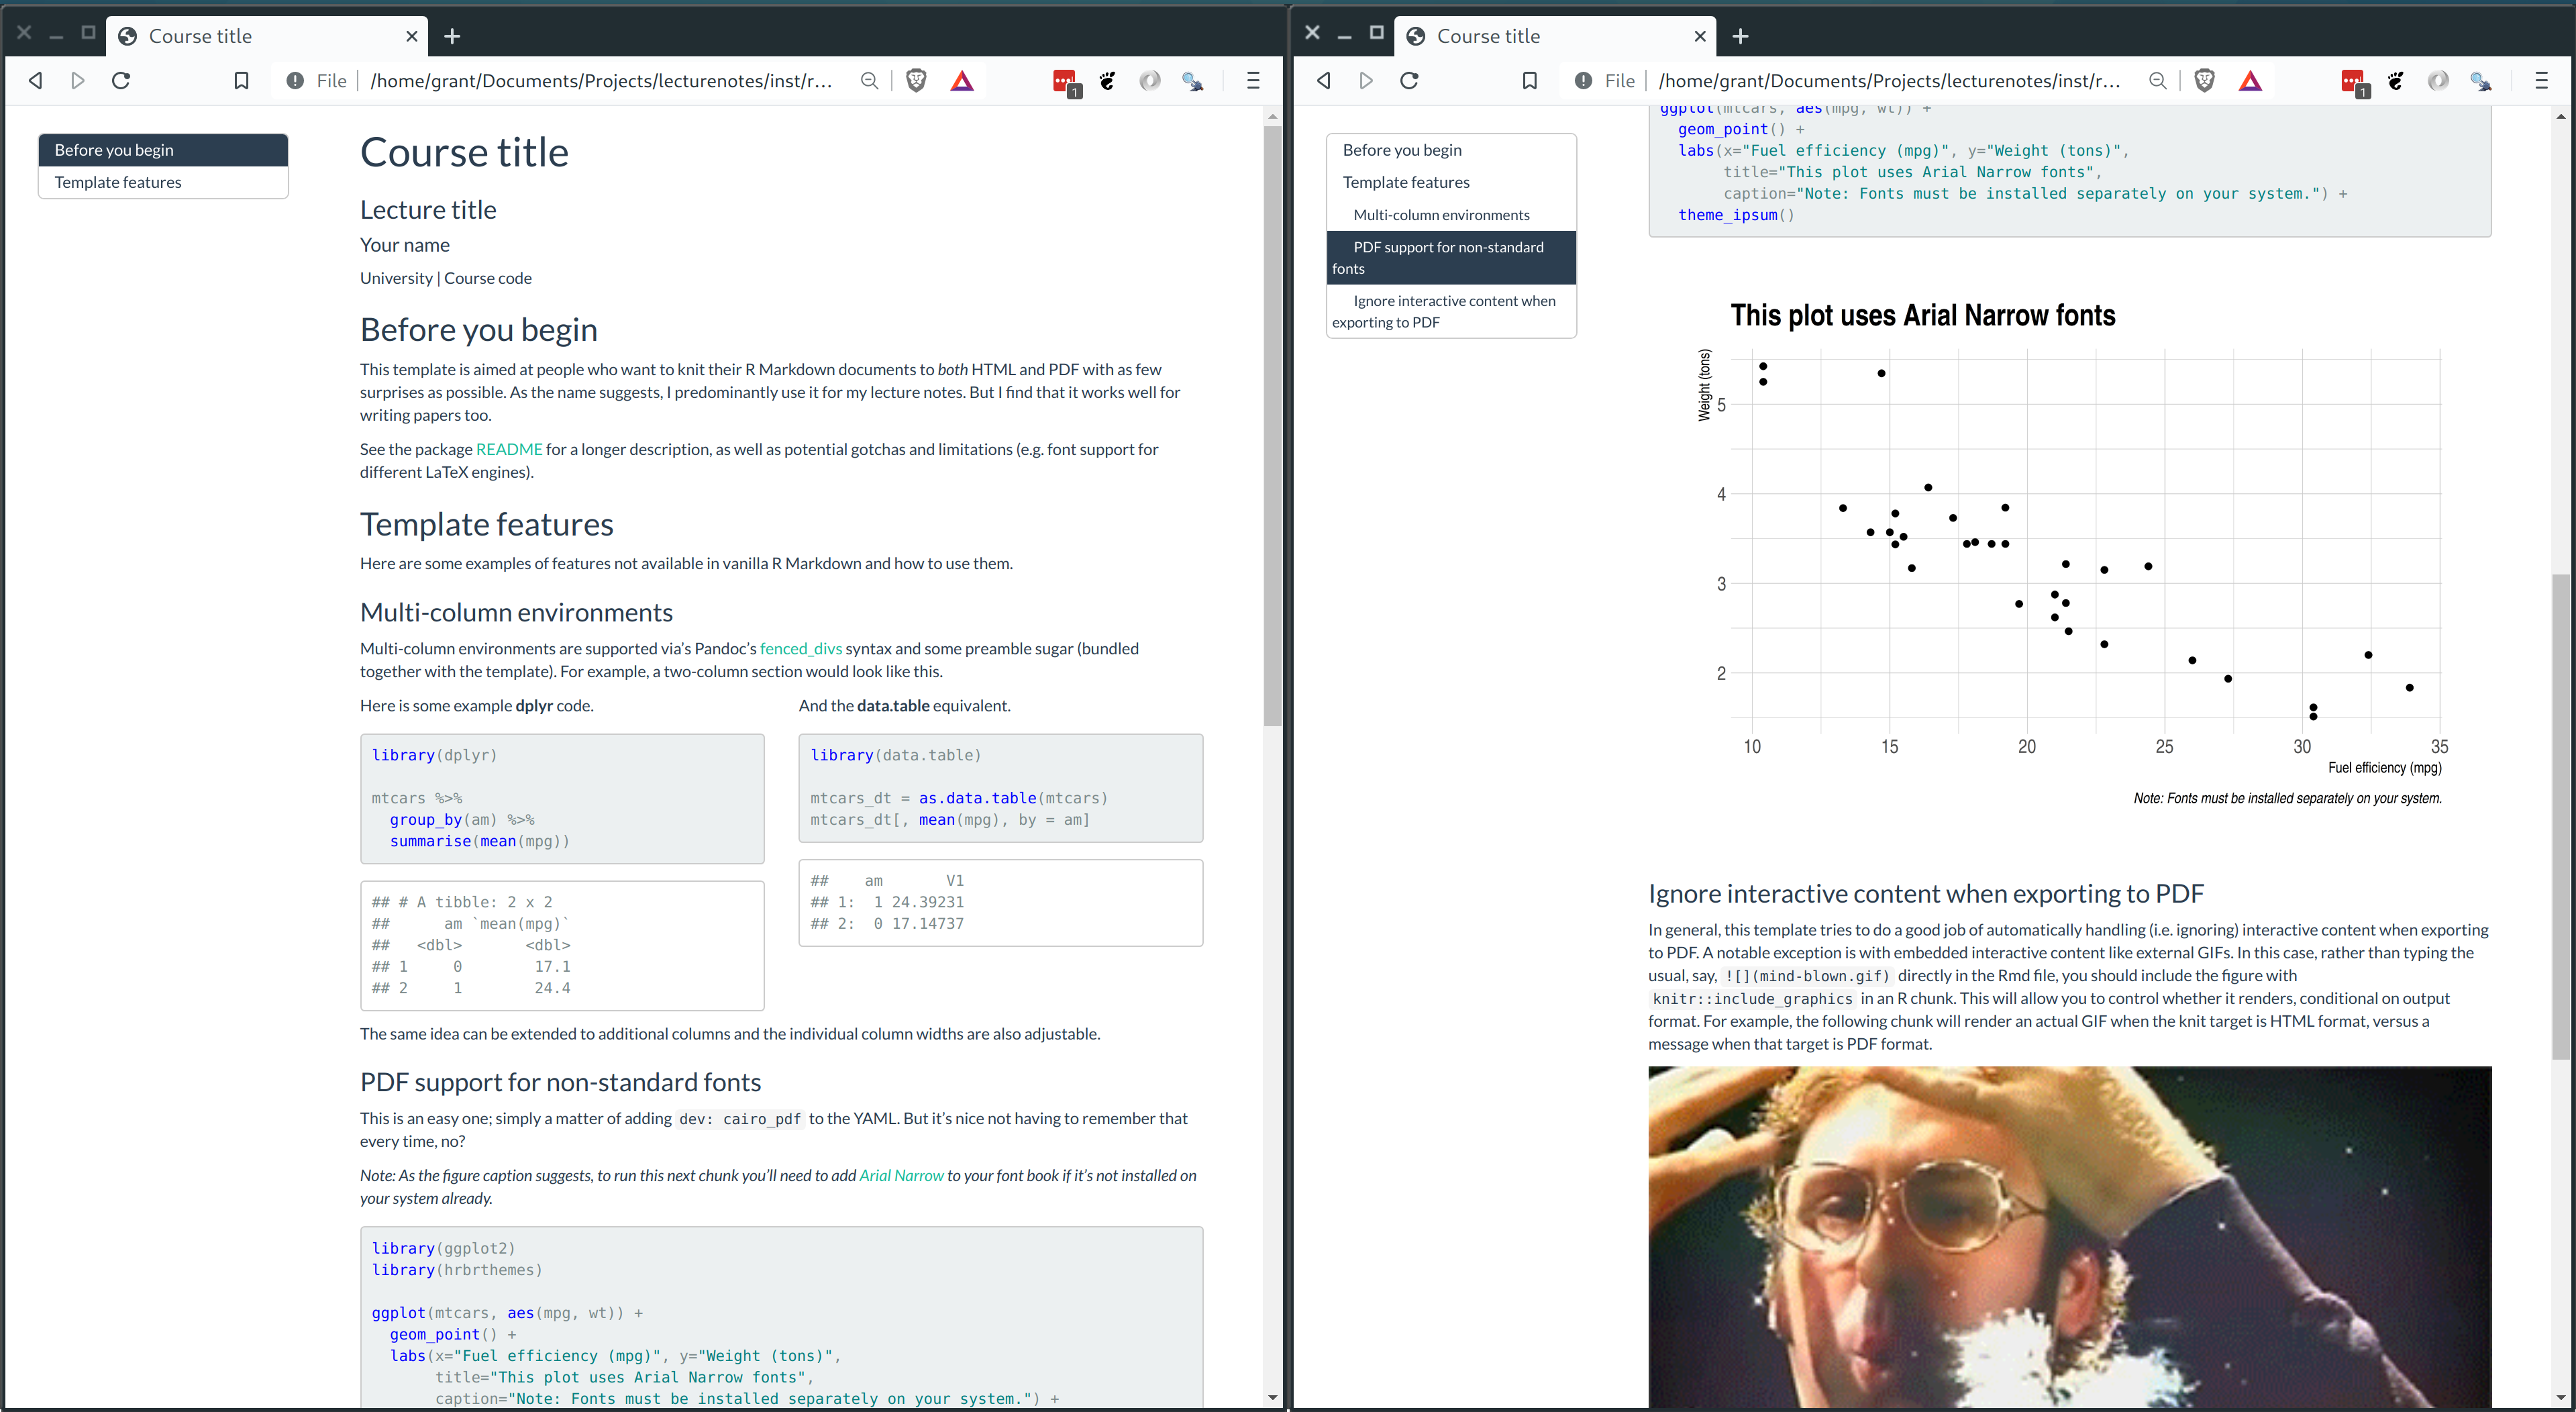 Course title
File
/home/grant/Documents/Projects/lecturenotes/inst/r...
1
Before you begin
Template features
Course title
Lecture title
Your name
University | Course code
Before you begin
This template is aimed at people who want to knit their R Markdown documents to both HTML and PDF with as few
surprises as possible. As the name suggests, I predominantly use it for my lecture notes. But I find that it works well for
writing papers too.
See the package README for a longer description, as well as potential gotchas and limitations (e.g. font support for
different LaTeX engines).
Template features
Here are some examples of features not available in vanilla R Markdown and how to use them.
Multi-column environments
Multi-column environments are supported via's Pandoc's fenced_divs syntax and some preamble sugar (bundled
together with the template). For example, a two-column section would look like this.
Here is some example dplyr code.
library(dplyr)
mtcars %>%
  group_by(am) %>%
  summarise(mean(mpg))
## # A tibble: 2 x 2
##      am `mean(mpg)`
##   <dbl>       <dbl>
## 1     0        17.1
## 2     1        24.4
And the data.table equivalent.
library(data.table)
mtcars_dt = as.data.table(mtcars)
mtcars_dt[, mean(mpg), by = am]
##    am       V1
## 1:  1 24.39231
## 2:  0 17.14737
The same idea can be extended to additional columns and the individual column widths are also adjustable.
PDF support for non-standard fonts
This is an easy one; simply a matter of adding dev: cairo_pdf to the YAML. But it's nice not having to remember that
every time, no?
Note: As the figure caption suggests, to run this next chunk you'll need to add Arial Narrow to your font book if it's not installed on
your system already.
library(ggplot2)
library(hrbrthemes)
ggplot(mtcars, aes(mpg, wt)) +
  geom_point() +
  labs(x="Fuel efficiency (mpg)", y="Weight (tons)",
       title="This plot uses Arial Narrow fonts",
       caption="Note: Fonts must be installed separately on your system.") +
Course title
File
/home/grant/Documents/Projects/lecturenotes/inst/r...
1
Before you begin
Template features
Multi-column environments
PDF support for non-standard
fonts
Ignore interactive content when
exporting to PDF
ggplot(mtcars, aes(mpg, wt)) +
  geom_point() +
  labs(x="Fuel efficiency (mpg)", y="Weight (tons)",
       title="This plot uses Arial Narrow fonts",
       caption="Note: Fonts must be installed separately on your system.") +
  theme_ipsum()
This plot uses Arial Narrow fonts
Weight (tons)
5
4
3
2
10 15 20 25 30 35
Fuel efficiency (mpg)
Note: Fonts must be installed separately on your system.
Ignore interactive content when exporting to PDF
In general, this template tries to do a good job of automatically handling (i.e. ignoring) interactive content when exporting
to PDF. A notable exception is with embedded interactive content like external GIFs. In this case, rather than typing the
usual, say, ![](mind-blown.gif) directly in the Rmd file, you should include the figure with
knitr::include_graphics in an R chunk. This will allow you to control whether it renders, conditional on output
format. For example, the following chunk will render an actual GIF when the knit target is HTML format, versus a
message when that target is PDF format.